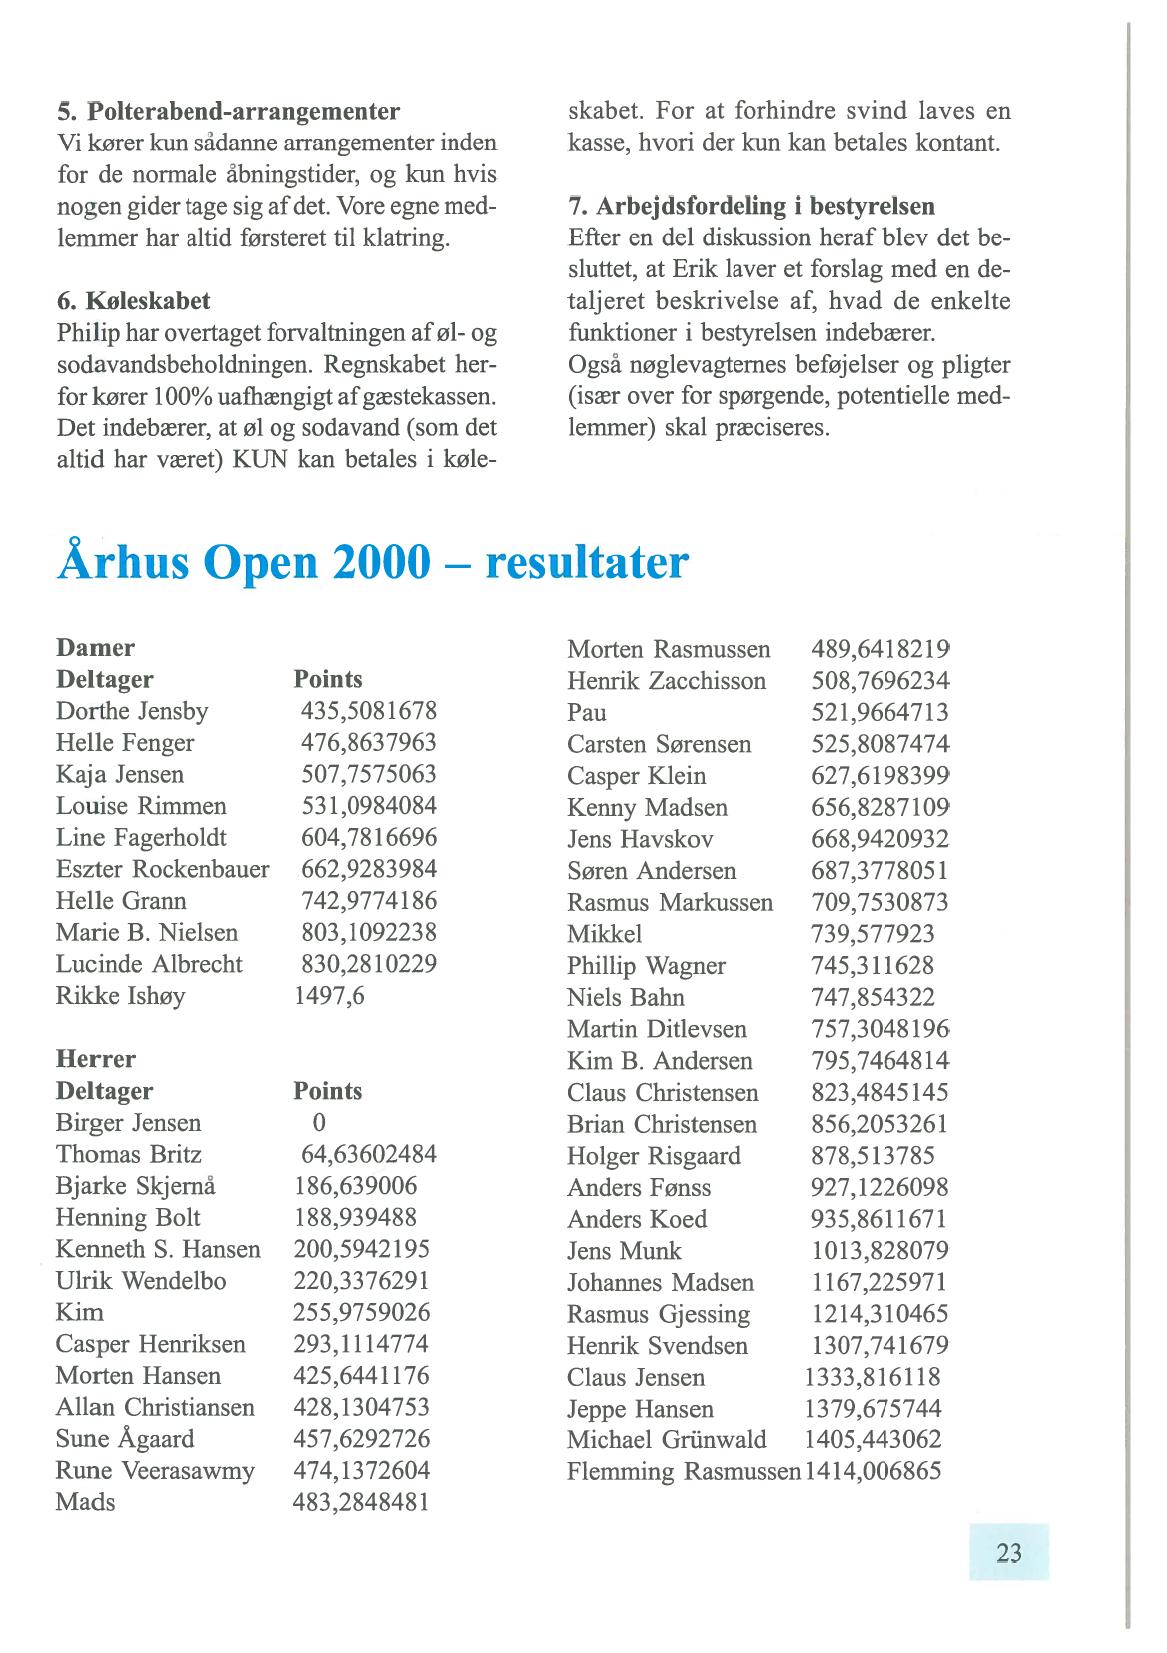 5. Polterabend-arrangementer
Vi kører kun sådanne arrangementer inden
for de normale åbningstider, og kun hvis
nogen gider tage sig af det. Vore egne med-
lemmer har altid førsteret til klatring.
6. Køleskabet
Philip har overtaget forvaltningen af øl- og
sodavandsbeholdningen. Regnskabet her-
for kører 100% uafhængigt af gæstekassen.
Det indebærer, at øl og sodavand (som det
altid har været) KUN kan betales i køle-
skabet. For at forhindre svind laves en
kasse, hvori der kun kan betales kontant.
7. Arbejdsfordeling i bestyrelsen
Efter en del diskussion heraf blev det be-
sluttet, at Erik laver et forslag med en de-
taljeret beskrivelse af, hvad de enkelte
funktioner i bestyrelsen indebærer.
Også nøglevagternes beføjelser og pligter
(især over for spørgende, potentielle med-
lemmer) skal præciseres.
Århus Open 2000 – resultater
Damer
Deltager Points
Dorthe Jensby 435,5081678
Helle Fenger 476,8637963
Kaja Jensen 507,7575063
Louise Rimmen 531,0984084
Line Fagerholdt 604,7816696
Eszter Rockenbauer 662,9283984
Helle Grann 742,9774186
Marie B. Nielsen 803,1092238
Lucinde Albrecht 830,2810229
Rikke Ishøy 1497,6
Herrer
Deltager Points
Birger Jensen 0
Thomas Britz 64,63602484
Bjarke Skjernå 186,639006
Henning Bolt 188,939488
Kenneth S. Hansen 200,5942195
Ulrik Wendelbo 220,3376291
Kim 255,9759026
Casper Henriksen 293,1114774
Morten Hansen 425,6441176
Allan Christiansen 428,1304753
Sune Ågaard 457,6292726
Rune Veerasawmy 474,1372604
Mads 483,2848481
Morten Rasmussen 489,6418219
Henrik Zacchisson 508,7696234
Pau 521,9664713
Carsten Sørensen 525,8087474
Casper Klein 627,6198399
Kenny Madsen 656,8287109
Jens Havskov 668,9420932
Søren Andersen 687,3778051
Rasmus Markussen 709,7530873
Mikkel 739,577923
Phillip Wagner 745,311628
Niels Bahn 747,854322
Martin Ditlevsen 757,3048196
Kim B. Andersen 795,7464814
Claus Christensen 823,4845145
Brian Christensen 856,2053261
Holger Risgaard 878,513785
Anders Fønss 927,1226098
Anders Koed 935,8611671
Jens Munk 1013,828079
Johannes Madsen 1167,225971
Rasmus Gjessing 1214,310465
Henrik Svendsen 1307,741679
Claus Jensen 1333,816118
Jeppe Hansen 1379,675744
Michael Grünwald 1405,443062
Flemming Rasmussen 1414,006865
23